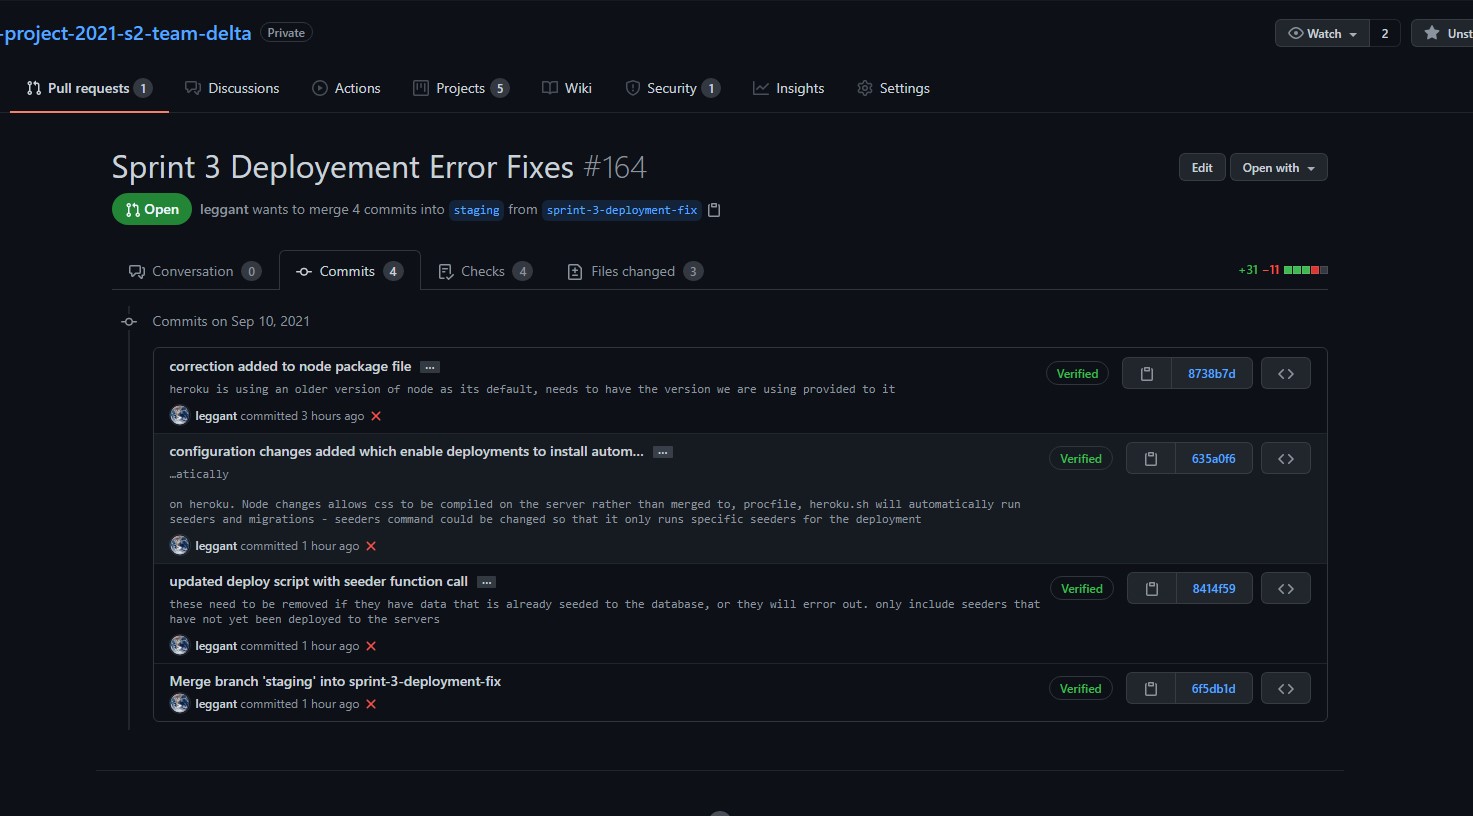 -project-2021-s2-team-delta Private
Watch 2 Unst
Pull requests 1 Discussions Actions Projects 5 Wiki Security 1 Insights Settings
Sprint 3 Deployement Error Fixes #164
Edit Open with
Open leggant wants to merge 4 commits into staging from sprint-3-deployment-fix
Conversation 0 Commits 4 Checks 4 Files changed 3
+31 −11
Commits on Sep 10, 2021
correction added to node package file …
heroku is using an older version of node as its default, needs to have the version we are using provided to it
leggant committed 3 hours ago
Verified 8738b7d
configuration changes added which enable deployments to install autom... …
…atically
on heroku. Node changes allows css to be compiled on the server rather than merged to, procfile, heroku.sh will automatically run
seeders and migrations - seeders command could be changed so that it only runs specific seeders for the deployment
leggant committed 1 hour ago
Verified 635a0f6
updated deploy script with seeder function call …
these need to be removed if they have data that is already seeded to the database, or they will error out. only include seeders that
have not yet been deployed to the servers
leggant committed 1 hour ago
Verified 8414f59
Merge branch 'staging' into sprint-3-deployment-fix
leggant committed 1 hour ago
Verified 6f5db1d